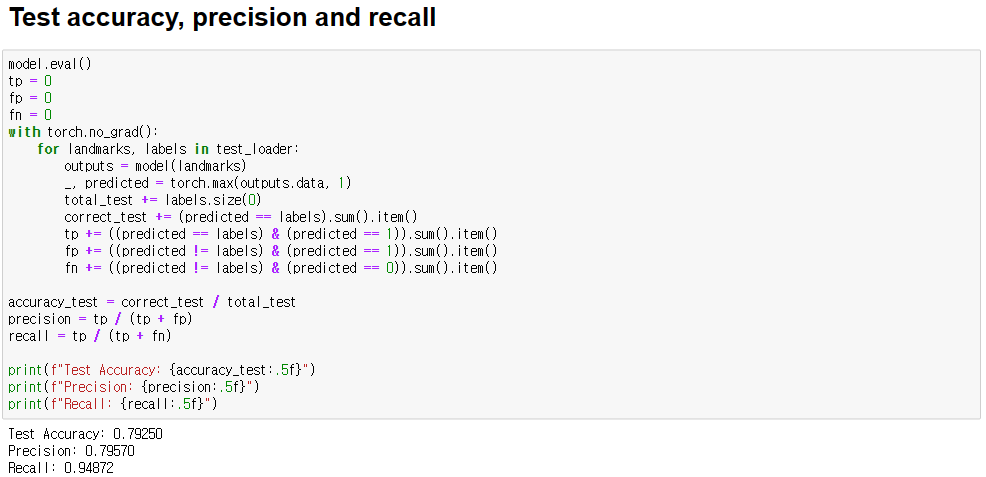 Test accuracy, precision and recall
model.eval()
tp = 0
fp = 0
fn = 0
with torch.no_grad():
    for landmarks, labels in test_loader:
        outputs = model(landmarks)
        _, predicted = torch.max(outputs.data, 1)
        total_test += labels.size(0)
        correct_test += (predicted == labels).sum().item()
        tp += ((predicted == labels) & (predicted == 1)).sum().item()
        fp += ((predicted != labels) & (predicted == 1)).sum().item()
        fn += ((predicted != labels) & (predicted == 0)).sum().item()
accuracy_test = correct_test / total_test
precision = tp / (tp + fp)
recall = tp / (tp + fn)
print(f"Test Accuracy: {accuracy_test:.5f}")
print(f"Precision: {precision:.5f}")
print(f"Recall: {recall:.5f}")
Test Accuracy: 0.79250
Precision: 0.79570
Recall: 0.94872